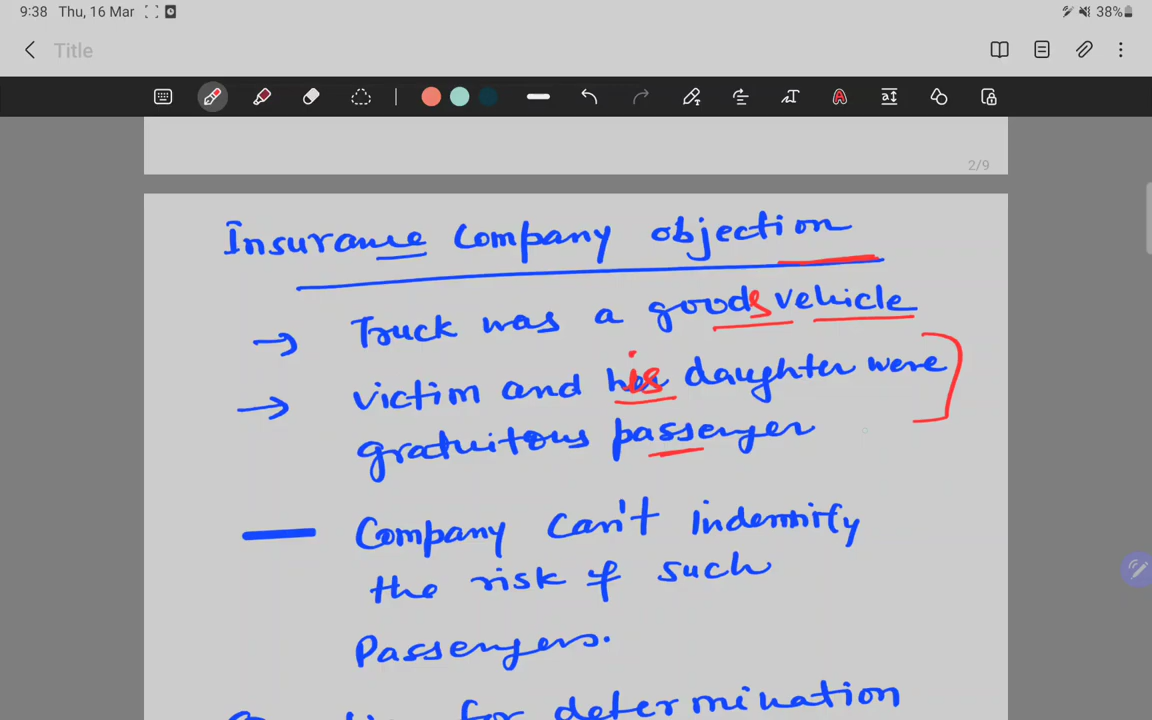 9:38 Thu, 16 Mar
38%
Title
2/9
Insurance Company objection
→ Truck was a goods vehicle
→ victim and his daughter were
gratuitous passenger
— Company can't indemnify
the risk of such
Passengers.
for determination